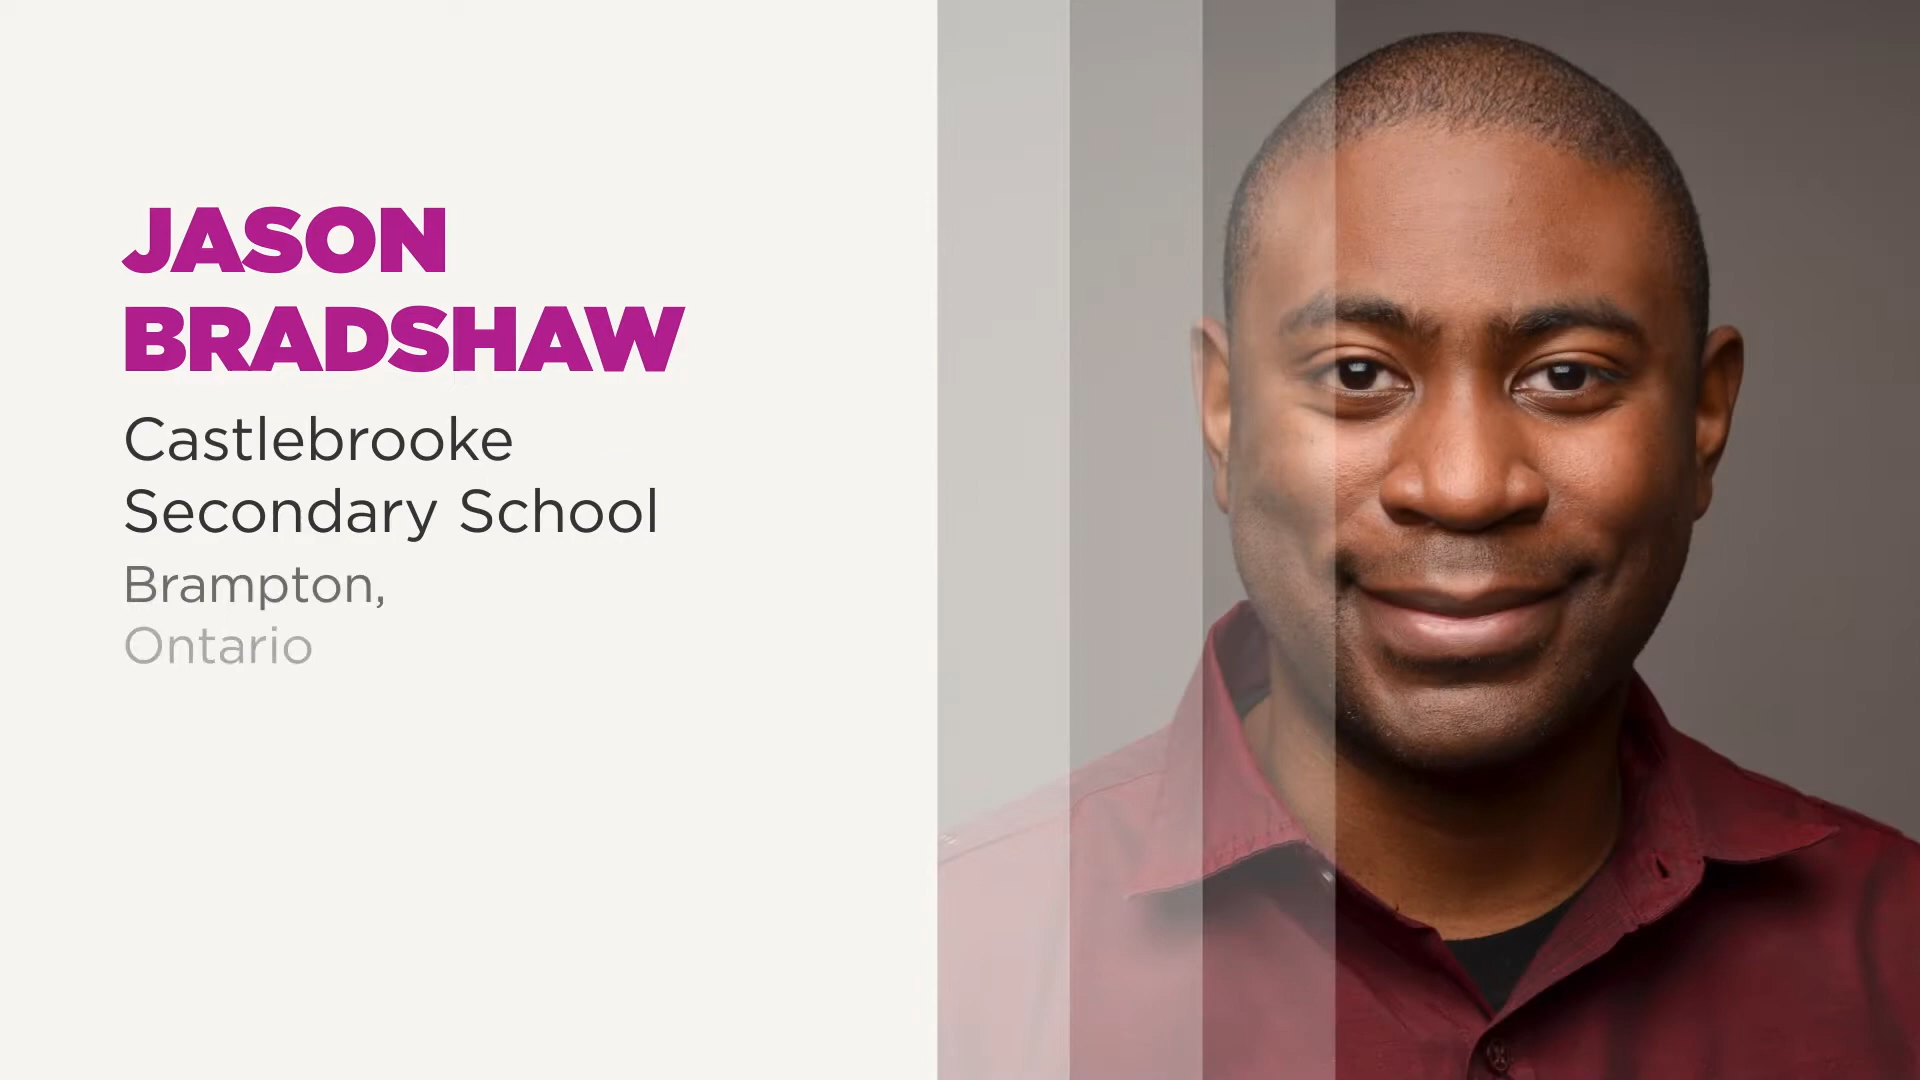 JASON
BRADSHAW
Castlebrooke
Secondary School
Brampton,
Ontario